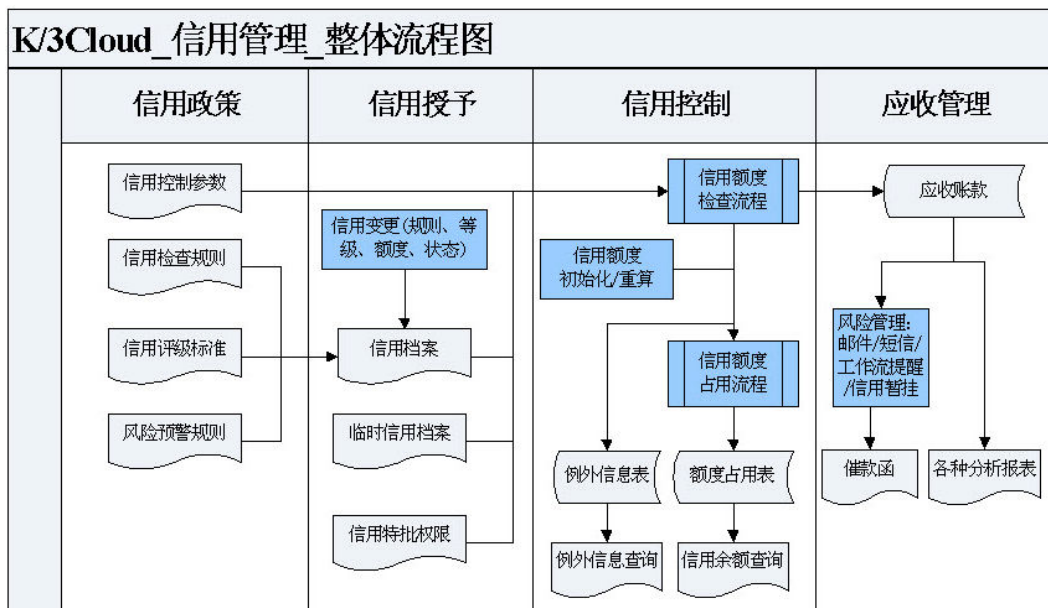 K/3Cloud_信用管理_整体流程图
信用政策
信用授予
信用控制
应收管理
信用控制参数
信用检查规则
信用评级标准
风险预警规则
信用变更(规则、等
级、额度、状态)
信用档案
临时信用档案
信用特批权限
信用额度
检查流程
信用额度
初始化/重算
信用额度
占用流程
例外信息表
额度占用表
例外信息查询
信用余额查询
应收账款
风险管理:
邮件/短信/
工作流提醒
/信用暂挂
催款函
各种分析报表